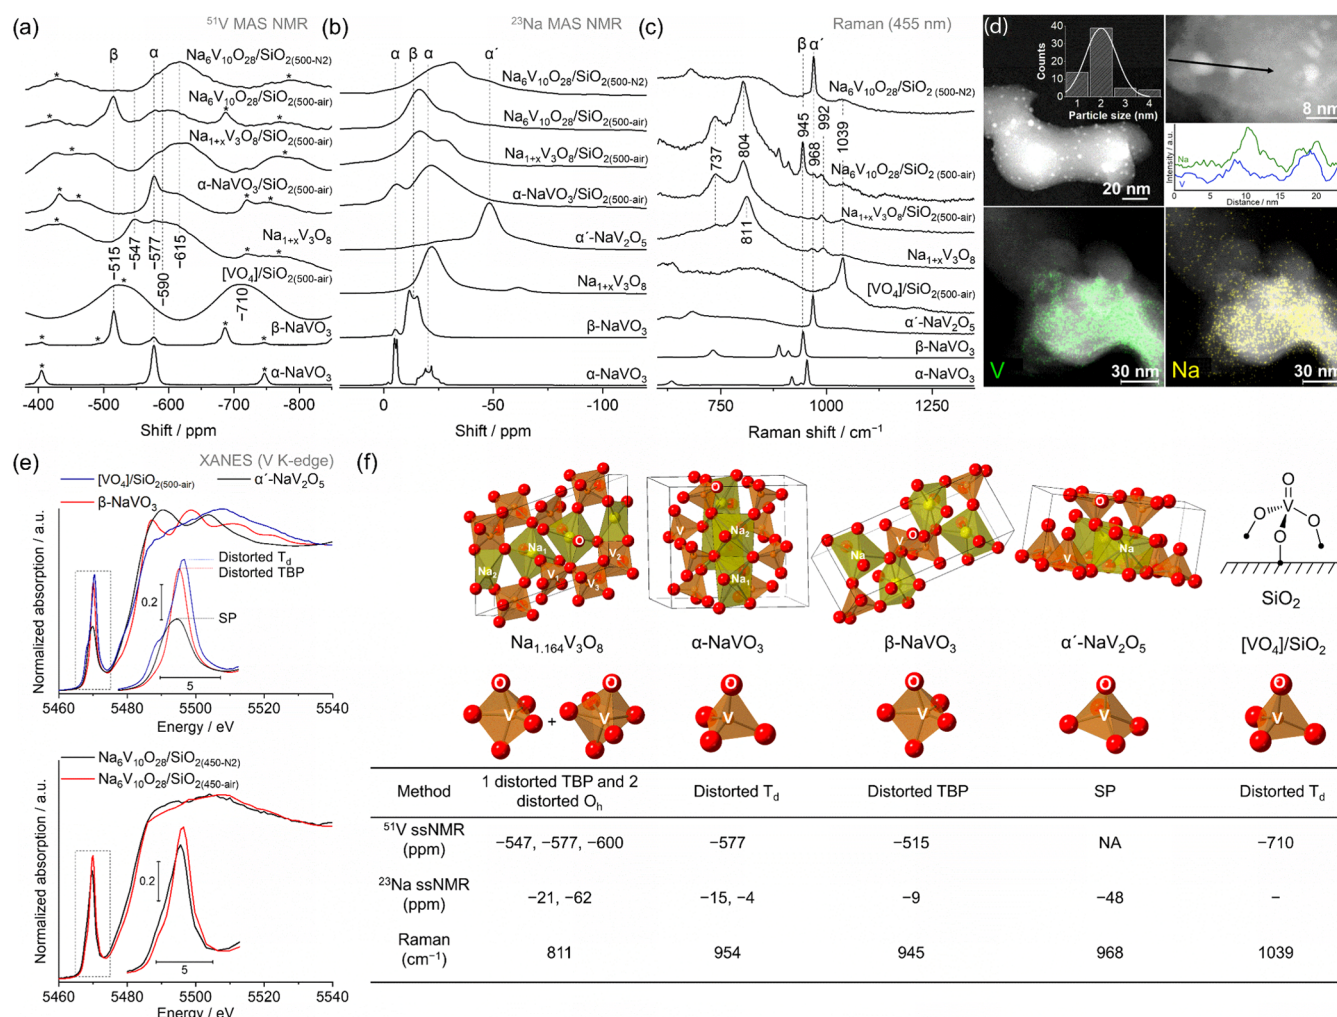 (a)
⁵¹V MAS NMR
β
α
Na₆V₁₀O₂₈/SiO₂(500-N2)
Na₆V₁₀O₂₈/SiO₂(500-air)
Na₁₊ₓV₃O₈/SiO₂(500-air)
α-NaVO₃/SiO₂(500-air)
Na₁₊ₓV₃O₈
[VO₄]/SiO₂(500-air)
β-NaVO₃
α-NaVO₃
−515
−547
−577
−590
−615
−710
-400
-500
-600
-700
-800
Shift / ppm
(b)
²³Na MAS NMR
α
β
α
α´
Na₆V₁₀O₂₈/SiO₂(500-N2)
Na₆V₁₀O₂₈/SiO₂(500-air)
Na₁₊ₓV₃O₈/SiO₂(500-air)
α-NaVO₃/SiO₂(500-air)
α´-NaV₂O₅
Na₁₊ₓV₃O₈
β-NaVO₃
α-NaVO₃
0
-50
-100
Shift / ppm
(c)
Raman (455 nm)
β
α´
Na₆V₁₀O₂₈/SiO₂ (500-N2)
Na₆V₁₀O₂₈/SiO₂ (500-air)
Na₁₊ₓV₃O₈/SiO₂(500-air)
Na₁₊ₓV₃O₈
[VO₄]/SiO₂(500-air)
α´-NaV₂O₅
β-NaVO₃
α-NaVO₃
737
804
811
945
968
992
1039
750
1000
1250
Raman shift / cm⁻¹
(d)
Counts
40
30
20
10
0
1 2 3 4
Particle size (nm)
20 nm
8 nm
Intensity / a.u.
Na
V
0 5 10 15 20
Distance / nm
V
30 nm
Na
30 nm
(e)
XANES (V K-edge)
[VO₄]/SiO₂(500-air)
α´-NaV₂O₅
β-NaVO₃
Distorted T_d
Distorted TBP
0.2
SP
5
Normalized absorption / a.u.
5460 5480 5500 5520 5540
Energy / eV
Na₆V₁₀O₂₈/SiO₂(450-N2)
Na₆V₁₀O₂₈/SiO₂(450-air)
0.2
5
Normalized absorption / a.u.
5460 5480 5500 5520 5540
Energy / eV
(f)
O
Na₁
Na₂
V₁
V₂
V₃
O
V
Na₂
Na₁
Na
V
O
O
V
Na
O
V
O
O
O
SiO₂
Na₁.₁₆₄V₃O₈
α-NaVO₃
β-NaVO₃
α´-NaV₂O₅
[VO₄]/SiO₂
O
V
+
O
V
O
V
O
V
O
V
O
V
Method
1 distorted TBP and 2
distorted O_h
Distorted T_d
Distorted TBP
SP
Distorted T_d
⁵¹V ssNMR
(ppm)
−547, −577, −600
−577
−515
NA
−710
²³Na ssNMR
(ppm)
−21, −62
−15, −4
−9
−48
−
Raman
(cm⁻¹)
811
954
945
968
1039